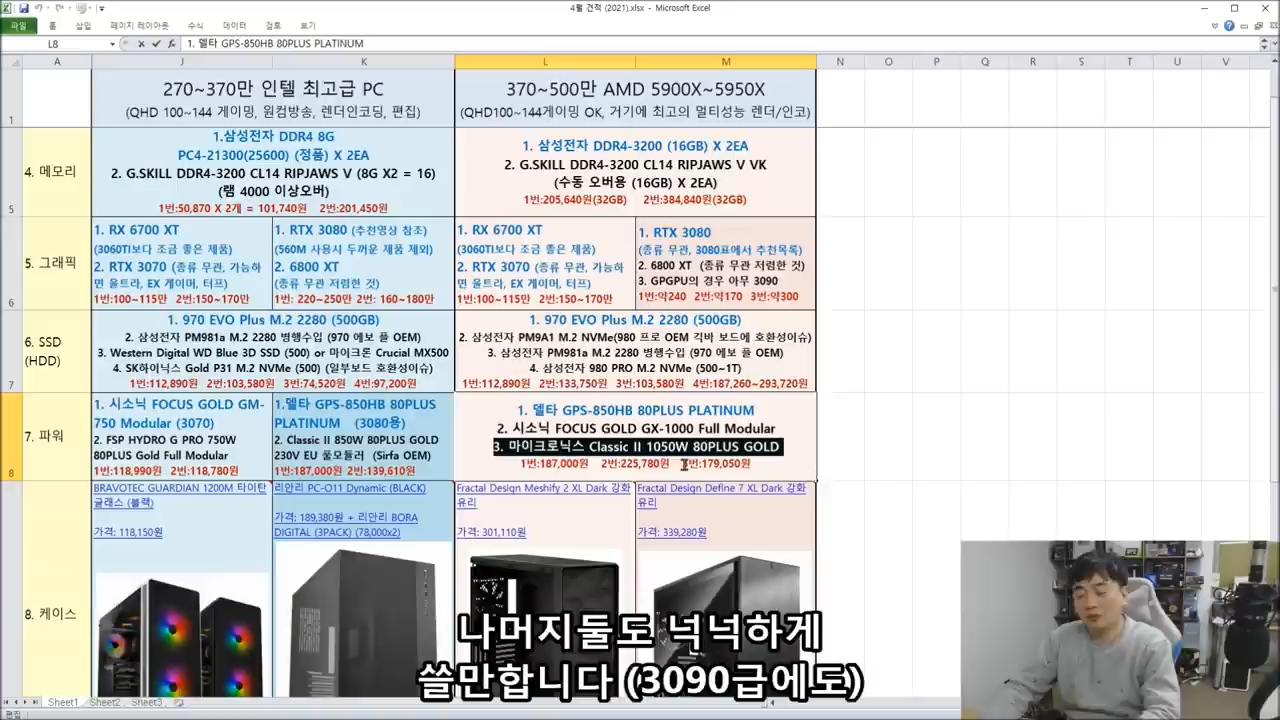 4월 견적 (2021).xlsx - Microsoft Excel
파일 홈 삽입 페이지 레이아웃 수식 데이터 검토 보기
L8 1. 델타 GPS-850HB 80PLUS PLATINUM
A J K L M N O P Q R S T U V
1
270~370만 인텔 최고급 PC
(QHD 100~144 게이밍, 원컴방송, 렌더인코딩, 편집)
370~500만 AMD 5900X~5950X
(QHD100~144게이밍 OK, 거기에 최고의 멀티성능 렌더/인코)
5
4. 메모리
1.삼성전자 DDR4 8G
PC4-21300(25600) (정품) X 2EA
2. G.SKILL DDR4-3200 CL14 RIPJAWS V (8G X2 = 16)
(램 4000 이상오버)
1번:50,870 X 2개 = 101,740원 2번:201,450원
1. 삼성전자 DDR4-3200 (16GB) X 2EA
2. G.SKILL DDR4-3200 CL14 RIPJAWS V VK
(수동 오버용 (16GB) X 2EA)
1번:205,640원(32GB) 2번:384,840원(32GB)
6
5. 그래픽
1. RX 6700 XT
(3060TI보다 조금 좋은 제품)
2. RTX 3070 (종류 무관, 가능하
면 울트라, EX 게이머, 터프)
1번:100~115만 2번:150~170만
1. RTX 3080 (추천영상 참조)
(560M 사용시 두꺼운 제품 제외)
2. 6800 XT
(종류 무관)
1번: 220~250만 2번: 160~180만
1. RX 6700 XT
(3060TI보다 조금 좋은 제품)
2. RTX 3070 (종류 무관, 가능하
면 울트라, EX 게이머, 터프)
1번:100~115만 2번:150~170만
1. RTX 3080
(종류 무관, 3080표에서 추천목록)
2. 6800 XT (종류 무관 저렴한 것)
3. GPGPU의 경우 아무 3090
1번:약240 2번:약170 3번:약300
7
6. SSD
(HDD)
1. 970 EVO Plus M.2 2280 (500GB)
2. 삼성전자 PM981a M.2 2280 병행수입 (970 에보 플 OEM)
3. Western Digital WD Blue 3D SSD (500) or 마이크론 Crucial MX500
4. SK하이닉스 Gold P31 M.2 NVMe (500) (일부보드 호환성이슈)
1번:112,890원 2번:103,580원 3번:74,520원 4번:97,200원
1. 970 EVO Plus M.2 2280 (500GB)
2. 삼성전자 PM9A1 M.2 NVMe(980 프로 OEM 각바 보드에 호환성이슈)
3. 삼성전자 PM981a M.2 2280 병행수입 (970 에보 플 OEM)
4. 삼성전자 980 PRO M.2 NVMe (500~1T)
1번:112,890원 2번:133,750원 3번:103,580원 4번:187,260~293,720원
8
7. 파워
1. 시소닉 FOCUS GOLD GM-
750 Modular (3070)
2. FSP HYDRO G PRO 750W
80PLUS Gold Full Modular
1번:118,990원 2번:118,780원
1.델타 GPS-850HB 80PLUS
PLATINUM (3080용)
2. Classic II 850W 80PLUS GOLD
230V EU 풀모듈러 (Sirfa OEM)
1번:187,000원 2번:139,610원
1. 델타 GPS-850HB 80PLUS PLATINUM
2. 시소닉 FOCUS GOLD GX-1000 Full Modular
3. 마이크로닉스 Classic II 1050W 80PLUS GOLD
1번:187,000원 2번:225,780원 3번:179,050원
8. 케이스
BRAVOTEC GUARDIAN 1200M 타이탄
글래스 (블랙)
가격: 118,150원
리안리 PC-O11 Dynamic (BLACK)
가격: 189,380원 + 리안리 BORA
DIGITAL (3PACK) (78,000x2)
Fractal Design Meshify 2 XL Dark 강화
유리
가격: 301,110원
Fractal Design Define 7 XL Dark 강화
유리
가격: 339,280원
나머지둘도 넉넉하게
쓸만합니다 (3090급에도)
Sheet1 Sheet2 Sheet3
편집